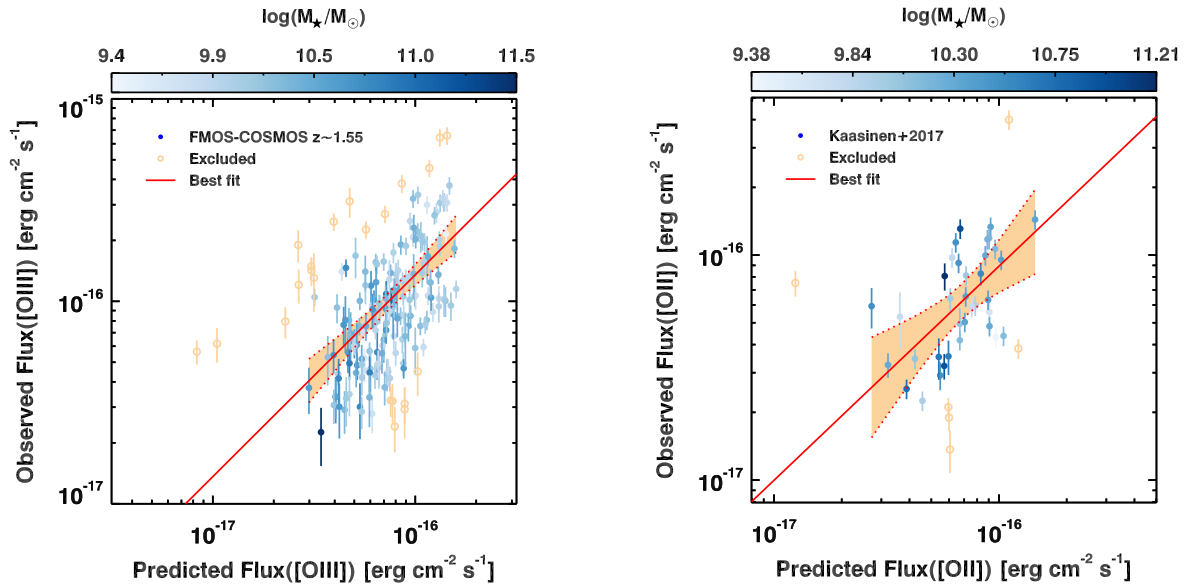 log(M★/M☉)
9.4 9.9 10.5 11.0 11.5
10⁻¹⁵
FMOS-COSMOS z~1.55
Excluded
Best fit
Observed Flux([OIII]) [erg cm⁻² s⁻¹]
10⁻¹⁶
10⁻¹⁷
10⁻¹⁷ 10⁻¹⁶
Predicted Flux([OIII]) [erg cm⁻² s⁻¹]
log(M★/M☉)
9.38 9.84 10.30 10.75 11.21
Kaasinen+2017
Excluded
Best fit
Observed Flux([OII]) [erg cm⁻² s⁻¹]
10⁻¹⁶
10⁻¹⁷
10⁻¹⁷ 10⁻¹⁶
Predicted Flux([OII]) [erg cm⁻² s⁻¹]